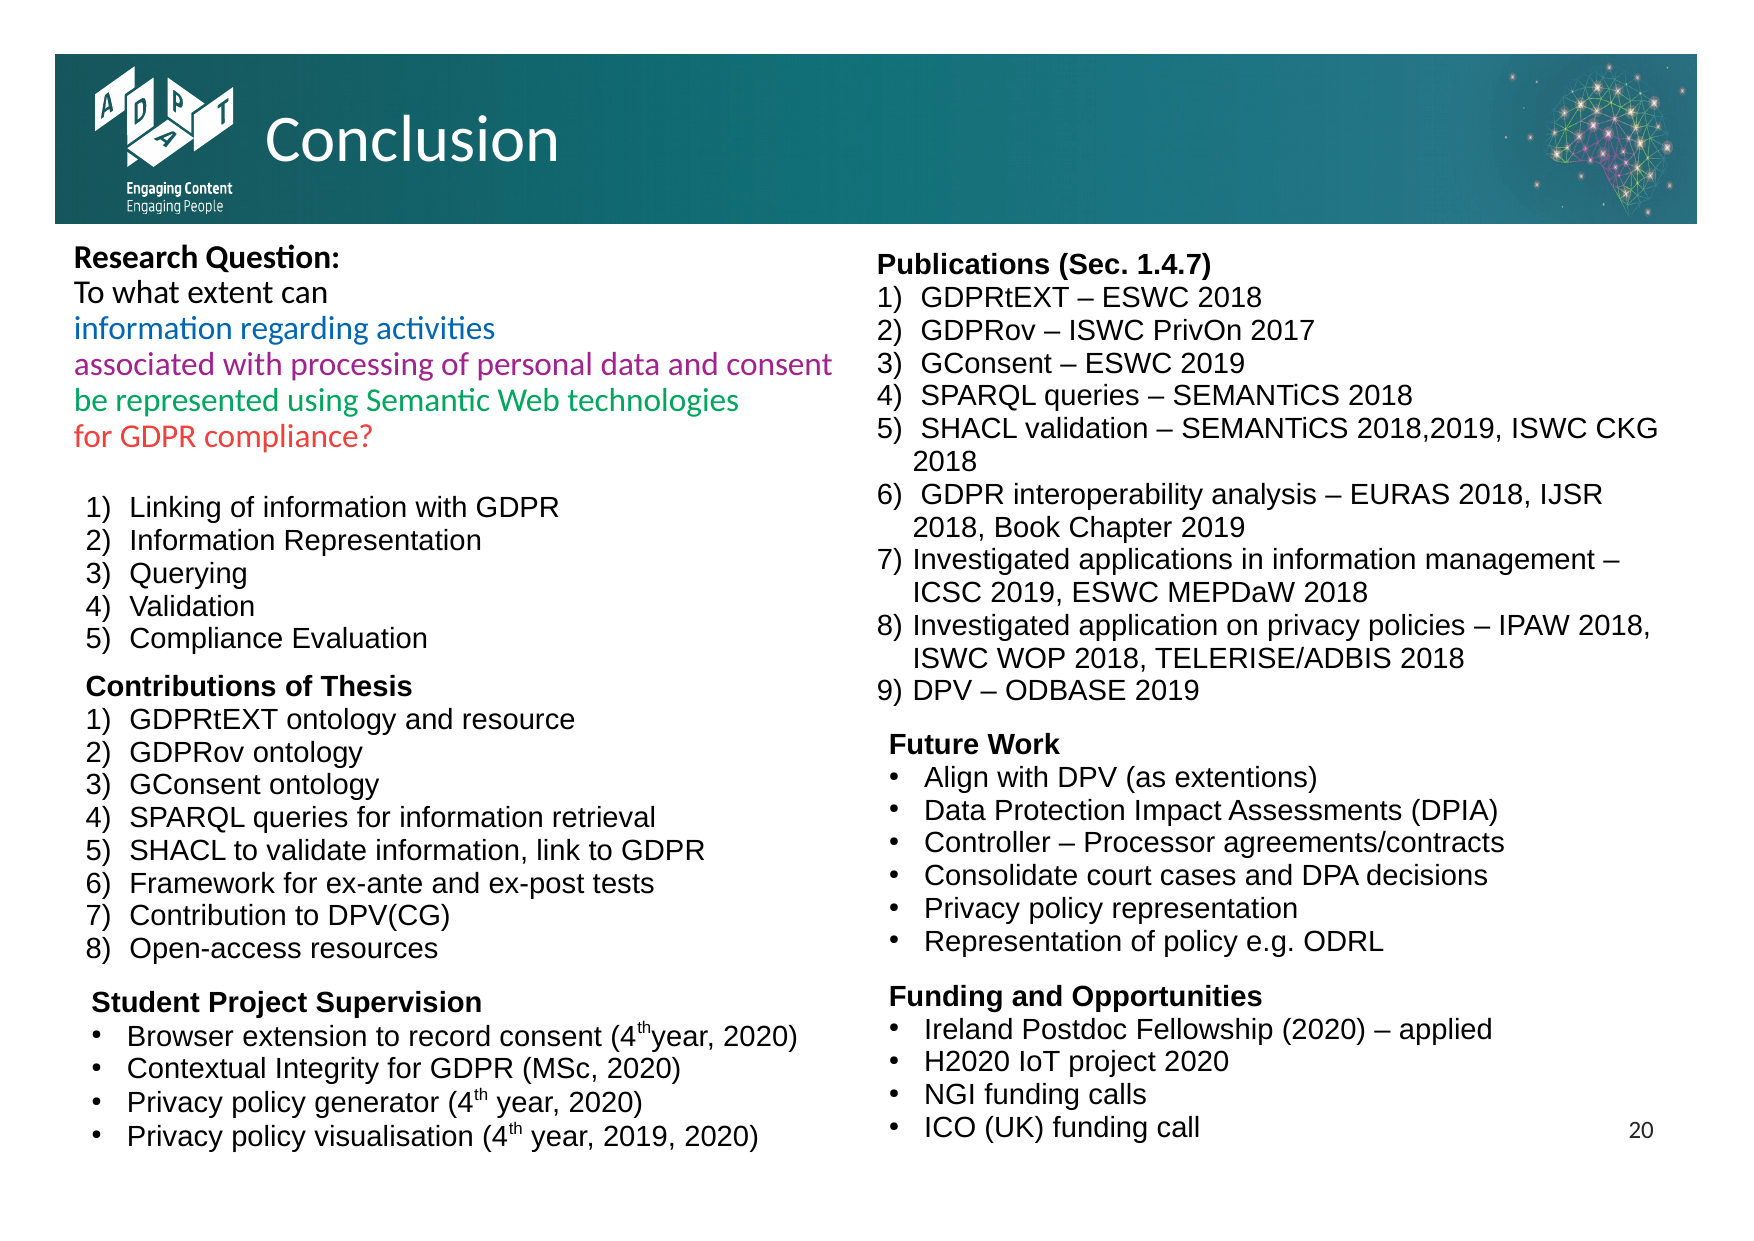 A D A P T
Engaging Content
Engaging People
Conclusion
Research Question:
To what extent can
information regarding activities
associated with processing of personal data and consent
be represented using Semantic Web technologies
for GDPR compliance?
1) Linking of information with GDPR
2) Information Representation
3) Querying
4) Validation
5) Compliance Evaluation
Contributions of Thesis
1) GDPRtEXT ontology and resource
2) GDPRov ontology
3) GConsent ontology
4) SPARQL queries for information retrieval
5) SHACL to validate information, link to GDPR
6) Framework for ex-ante and ex-post tests
7) Contribution to DPV(CG)
8) Open-access resources
Student Project Supervision
• Browser extension to record consent (4thyear, 2020)
• Contextual Integrity for GDPR (MSc, 2020)
• Privacy policy generator (4th year, 2020)
• Privacy policy visualisation (4th year, 2019, 2020)
Publications (Sec. 1.4.7)
1) GDPRtEXT – ESWC 2018
2) GDPRov – ISWC PrivOn 2017
3) GConsent – ESWC 2019
4) SPARQL queries – SEMANTiCS 2018
5) SHACL validation – SEMANTiCS 2018,2019, ISWC CKG
2018
6) GDPR interoperability analysis – EURAS 2018, IJSR
2018, Book Chapter 2019
7) Investigated applications in information management –
ICSC 2019, ESWC MEPDaW 2018
8) Investigated application on privacy policies – IPAW 2018,
ISWC WOP 2018, TELERISE/ADBIS 2018
9) DPV – ODBASE 2019
Future Work
• Align with DPV (as extentions)
• Data Protection Impact Assessments (DPIA)
• Controller – Processor agreements/contracts
• Consolidate court cases and DPA decisions
• Privacy policy representation
• Representation of policy e.g. ODRL
Funding and Opportunities
• Ireland Postdoc Fellowship (2020) – applied
• H2020 IoT project 2020
• NGI funding calls
• ICO (UK) funding call
20